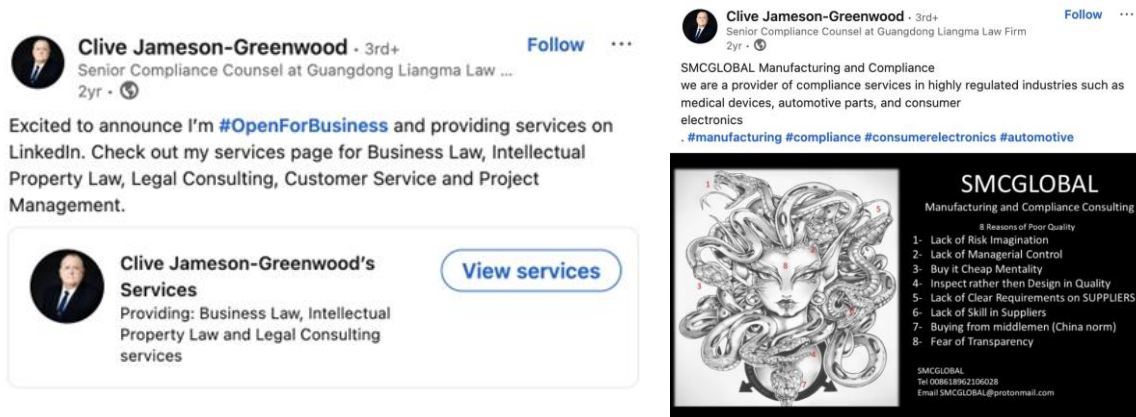 Clive Jameson-Greenwood · 3rd+
Follow ...
Senior Compliance Counsel at Guangdong Liangma Law ...
2yr ·
Excited to announce I'm #OpenForBusiness and providing services on
LinkedIn. Check out my services page for Business Law, Intellectual
Property Law, Legal Consulting, Customer Service and Project
Management.
Clive Jameson-Greenwood's
Services
Providing: Business Law, Intellectual
Property Law and Legal Consulting
services
View services
Clive Jameson-Greenwood · 3rd+
Follow ...
Senior Compliance Counsel at Guangdong Liangma Law Firm
2yr ·
SMCGLOBAL Manufacturing and Compliance
we are a provider of compliance services in highly regulated industries such as
medical devices, automotive parts, and consumer
electronics
. #manufacturing #compliance #consumerelectronics #automotive
1
5
3
8
7
SMCGLOBAL
Manufacturing and Compliance Consulting
8 Reasons of Poor Quality
1- Lack of Risk Imagination
2- Lack of Managerial Control
3- Buy it Cheap Mentality
4- Inspect rather then Design in Quality
5- Lack of Clear Requirements on SUPPLIERS
6- Lack of Skill in Suppliers
7- Buying from middlemen (China norm)
8- Fear of Transparency
SMCGLOBAL
Tel 008618962106028
Email SMCGLOBAL@protonmail.com